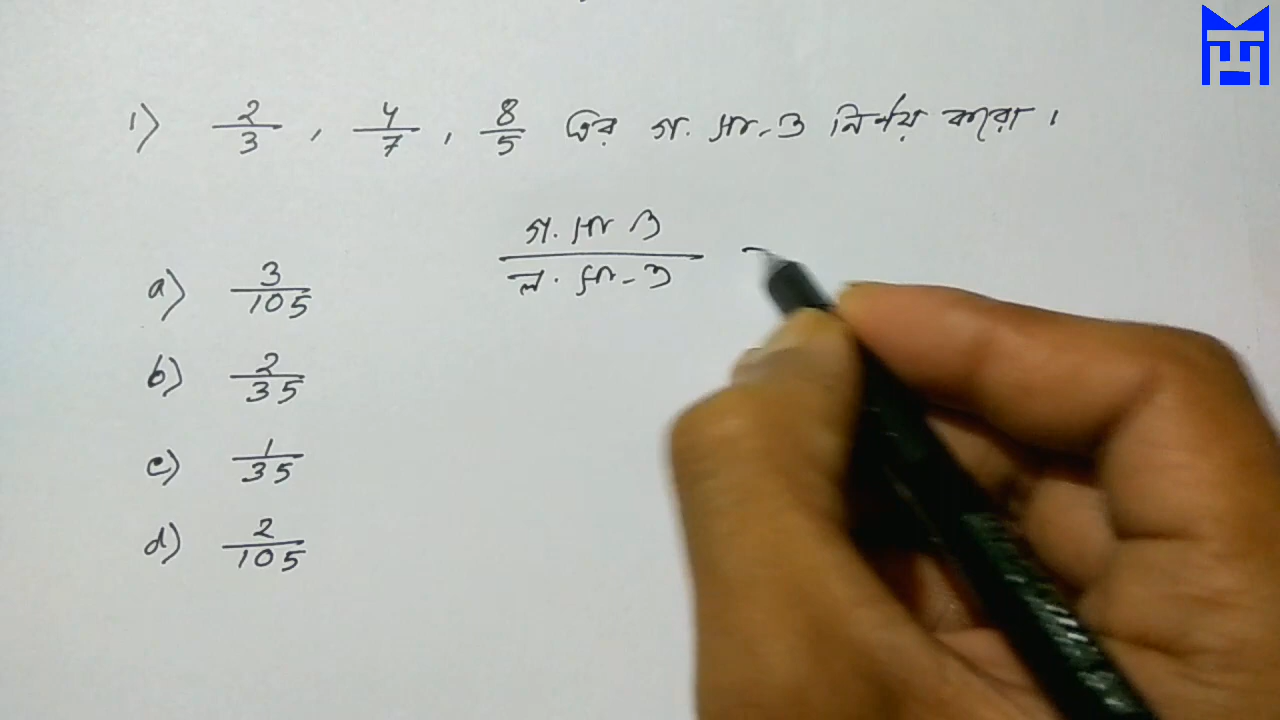 1) 2/3 , 4/7 , 8/5 এর গ. সা. গু নির্ণয় করো ।
গ. সা গু
ল. সা. গু
a) 3/105
b) 2/35
c) 1/35
d) 2/105